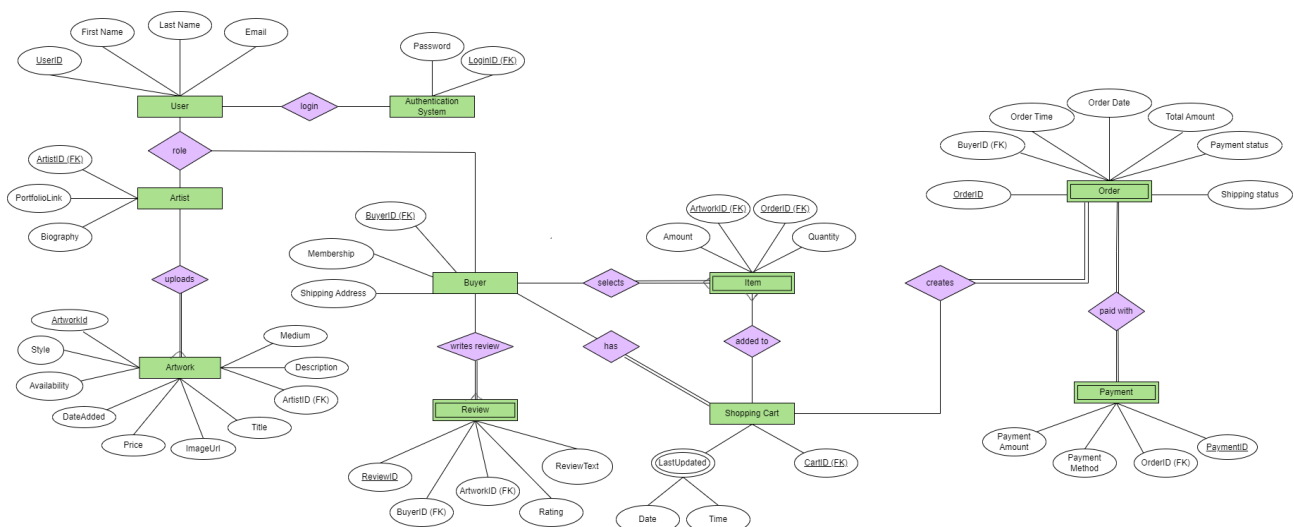 First Name
Last Name
Email
UserID
Password
LoginID (FK)
User
login
Authentication
System
role
ArtistID (FK)
PortfolioLink
Artist
Biography
uploads
ArtworkId
Style
Availability
Artwork
Medium
Description
ArtistID (FK)
DateAdded
Price
ImageUrl
Title
BuyerID (FK)
Membership
Shipping Address
Buyer
writes review
Review
ReviewID
BuyerID (FK)
ArtworkID (FK)
Rating
ReviewText
selects
has
ArtworkID (FK)
OrderID (FK)
Amount
Quantity
Item
added to
Shopping Cart
LastUpdated
CartID (FK)
Date
Time
creates
Order Time
Order Date
Total Amount
BuyerID (FK)
Payment status
OrderID
Order
Shipping status
paid with
Payment
Payment
Amount
Payment
Method
OrderID (FK)
PaymentID